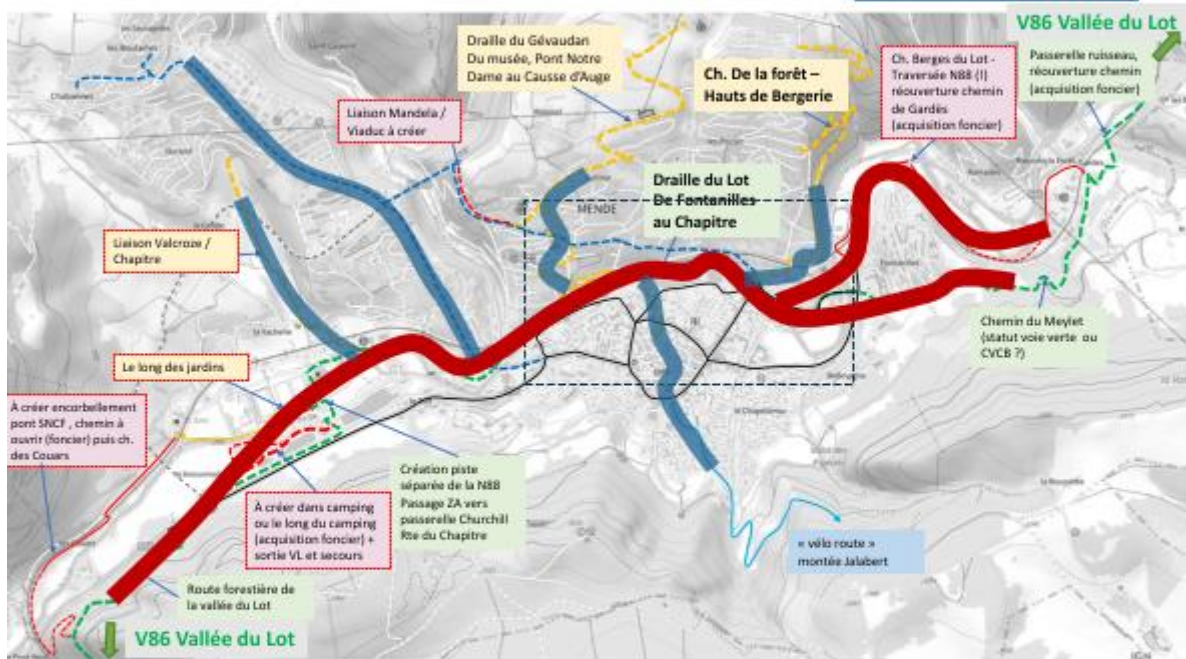 V86 Vallée du Lot
Passerelle ruisseau,
réouverture chemin
(acquisition foncier)
Draille du Gévaudan
Du musée, Pont Notre
Dame au Causse d'Auge
Ch. De la forêt –
Hauts de Bergerie
Ch. Berges du Lot -
Traversée N88 (!)
réouverture chemin
de Gardès
(acquisition foncier)
Liaison Mandela /
Viaduc à créer
Draille du Lot
De Fontanilles
au Chapitre
MENDE
Liaison Valcroze /
Chapitre
Chemin du Meylet
(statut voie verte ou
CVCB ?)
Le long des jardins
À créer encorbellement
pont SNCF , chemin à
ouvrir (foncier) puis ch.
des Couars
À créer dans camping
ou le long du camping
(acquisition foncier) +
sortie VL et secours
Création piste
séparée de la N88
Passage ZA vers
passerelle Churchill
Rte du Chapitre
« vélo route »
montée Jalabert
Route forestière de
la vallée du Lot
V86 Vallée du Lot